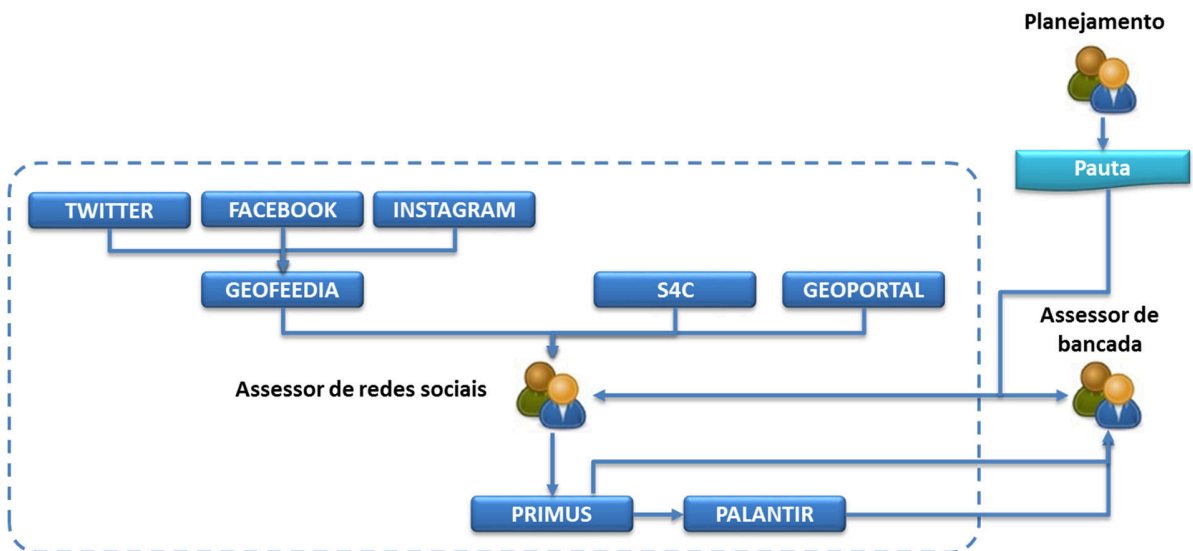 Planejamento
Pauta
TWITTER
FACEBOOK
INSTAGRAM
GEOFEEDIA
S4C
GEOPORTAL
Assessor de
bancada
Assessor de redes sociais
PRIMUS
PALANTIR